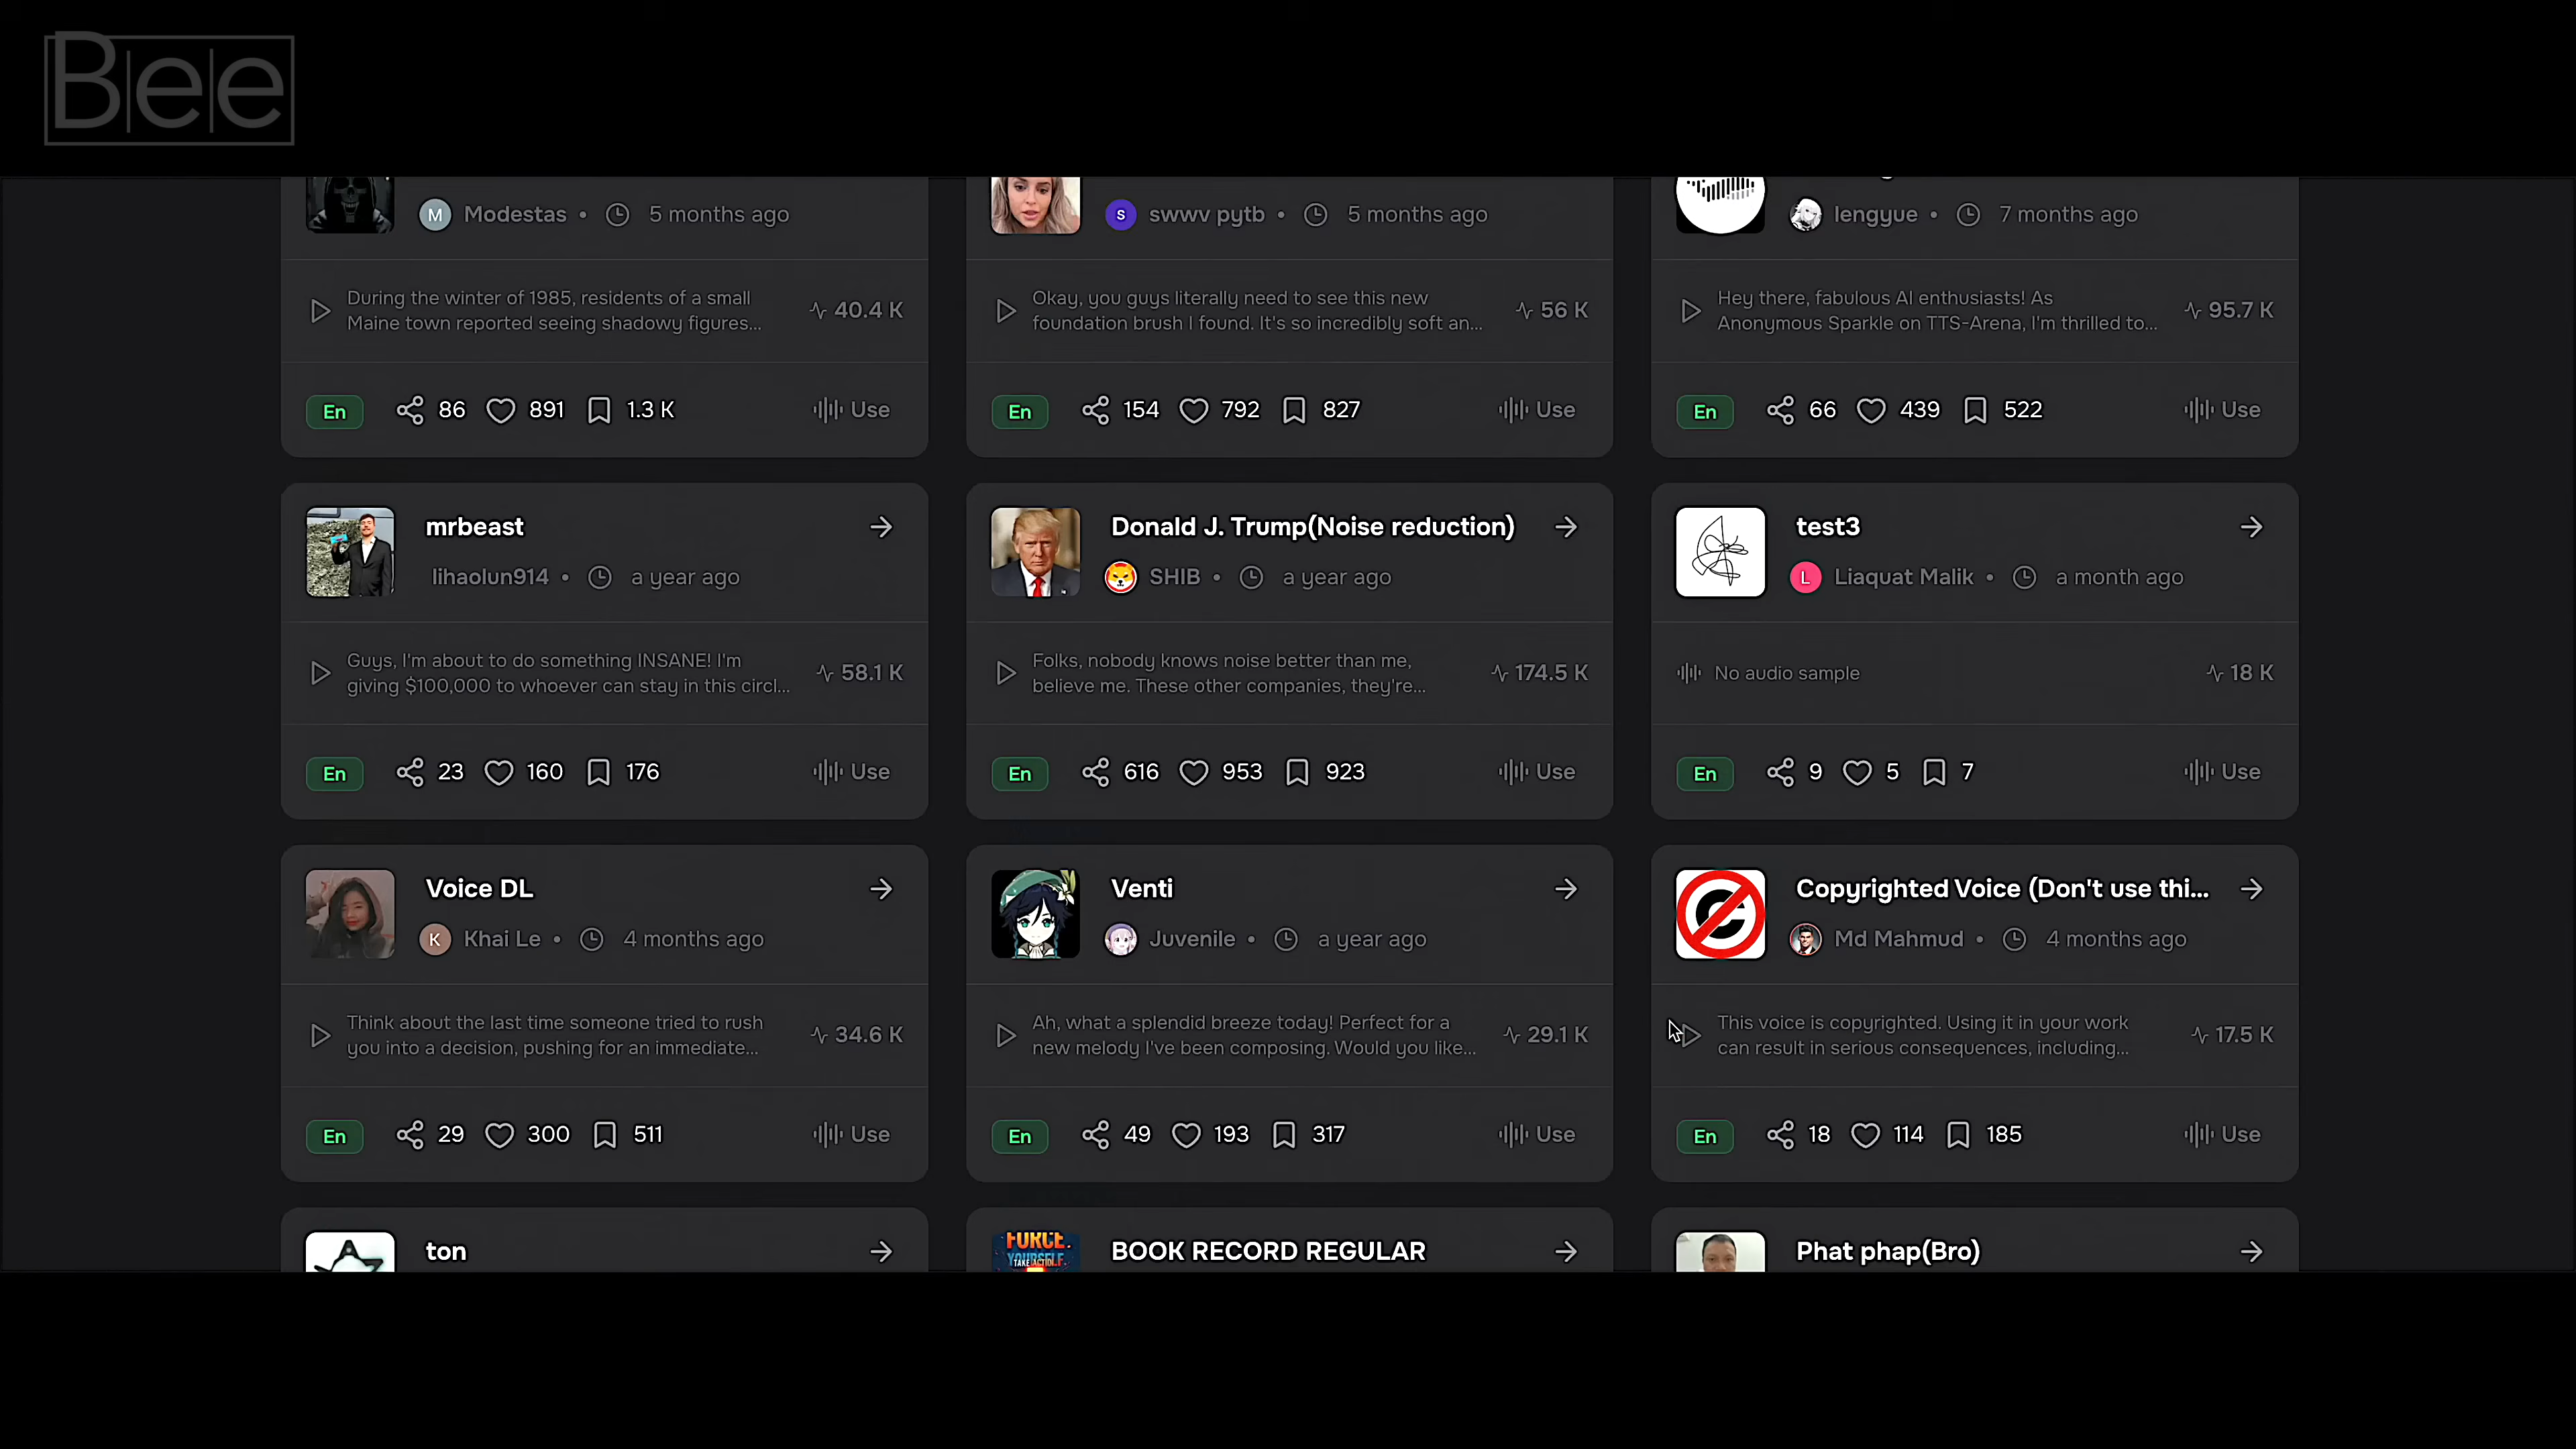 Bee
M Modestas • 5 months ago
During the winter of 1985, residents of a small
Maine town reported seeing shadowy figures...
40.4 K
En 86 891 1.3 K Use
S swwv pytb • 5 months ago
Okay, you guys literally need to see this new
foundation brush I found. It's so incredibly soft an...
56 K
En 154 792 827 Use
lengyue • 7 months ago
Hey there, fabulous AI enthusiasts! As
Anonymous Sparkle on TTS-Arena, I'm thrilled to...
95.7 K
En 66 439 522 Use
mrbeast
lihaolun914 • a year ago
Guys, I'm about to do something INSANE! I'm
giving $100,000 to whoever can stay in this circl...
58.1 K
En 23 160 176 Use
Donald J. Trump(Noise reduction)
SHIB • a year ago
Folks, nobody knows noise better than me,
believe me. These other companies, they're...
174.5 K
En 616 953 923 Use
test3
L Liaquat Malik • a month ago
No audio sample
18 K
En 9 5 7 Use
Voice DL
K Khai Le • 4 months ago
Think about the last time someone tried to rush
you into a decision, pushing for an immediate...
34.6 K
En 29 300 511 Use
Venti
Juvenile • a year ago
Ah, what a splendid breeze today! Perfect for a
new melody I've been composing. Would you like...
29.1 K
En 49 193 317 Use
Copyrighted Voice (Don't use thi...
Md Mahmud • 4 months ago
This voice is copyrighted. Using it in your work
can result in serious consequences, including...
17.5 K
En 18 114 185 Use
ton
FORCE
YOURSELF
TAKE ACTION
BOOK RECORD REGULAR
Phat phap(Bro)